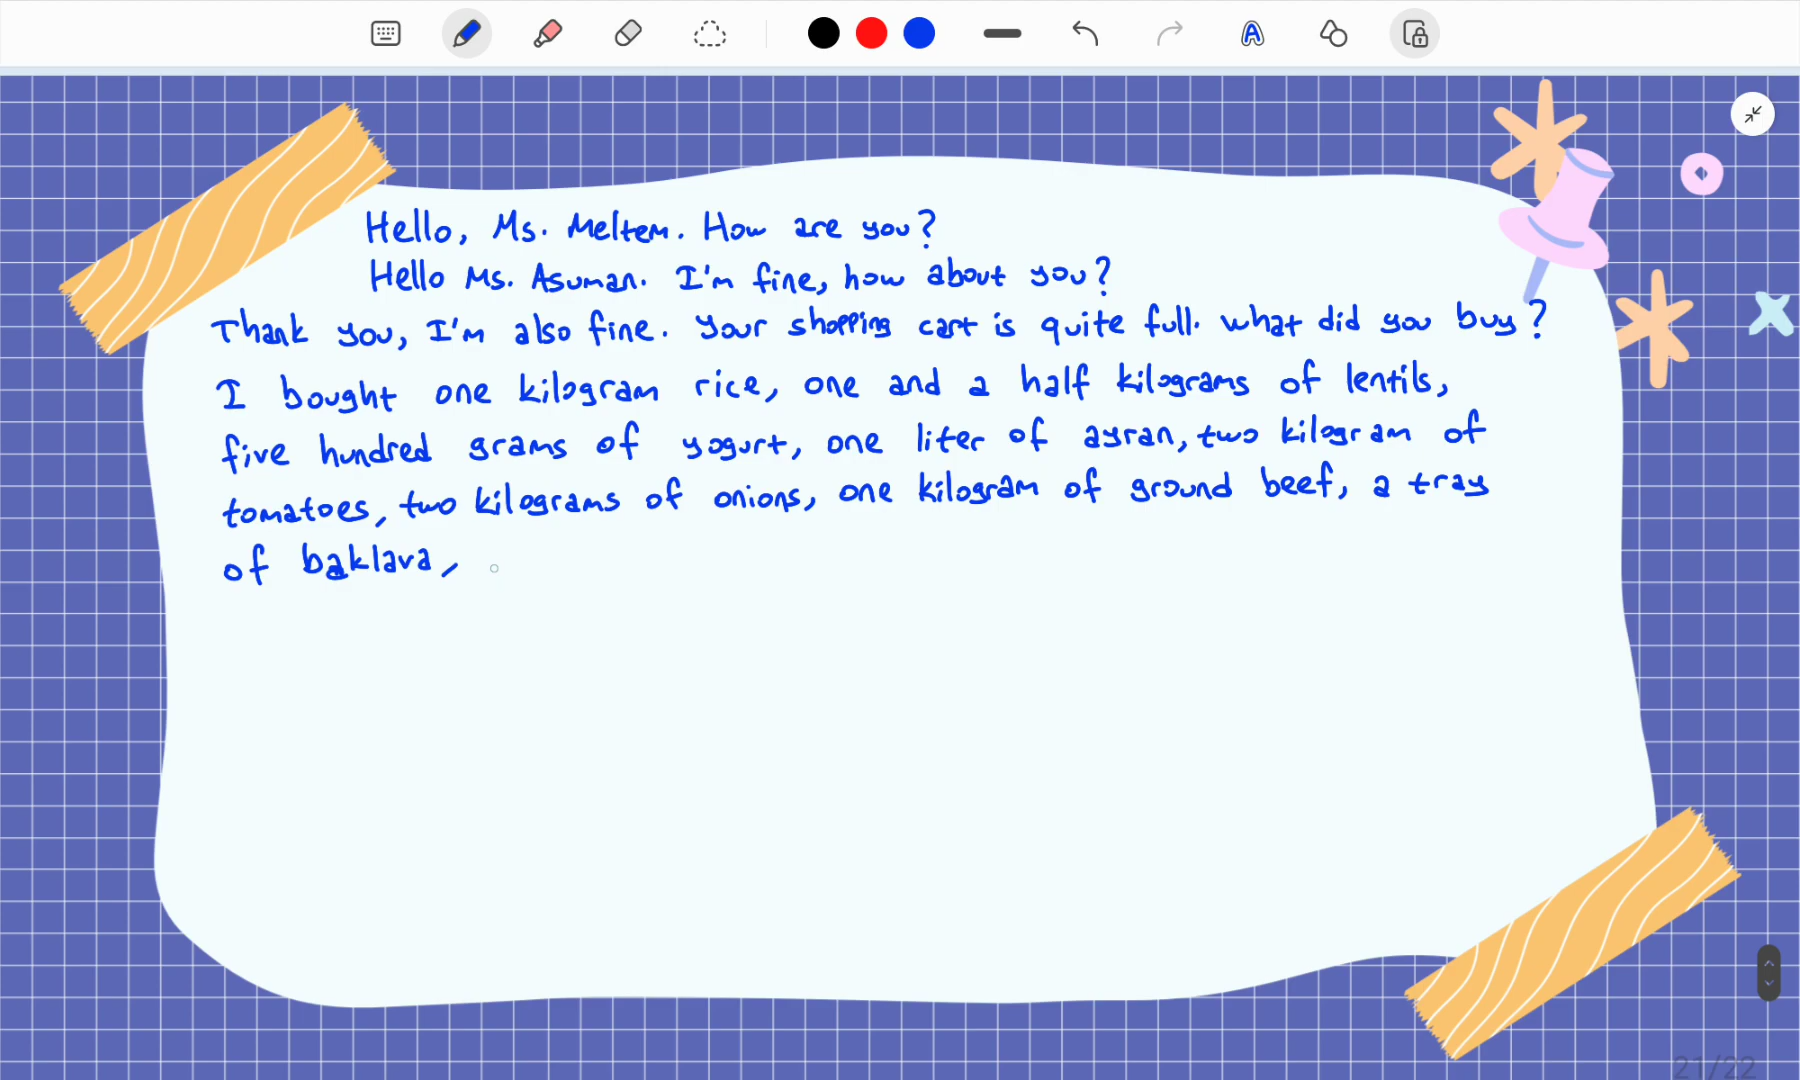 Hello, Ms. Meltem. How are you?
Hello Ms. Asuman. I'm fine, how about you?
Thank you, I'm also fine. Your shopping cart is quite full. What did you buy?
I bought one kilogram rice, one and a half kilograms of lentils,
five hundred grams of yogurt, one liter of ayran, two kilogram of
tomatoes, two kilograms of onions, one kilogram of ground beef, a tray
of baklava,
21/22